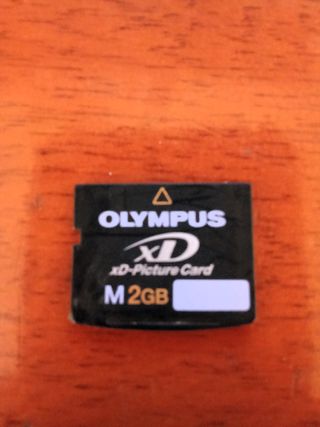 OLYMPUS
xD
xD-Picture Card
M 2GB